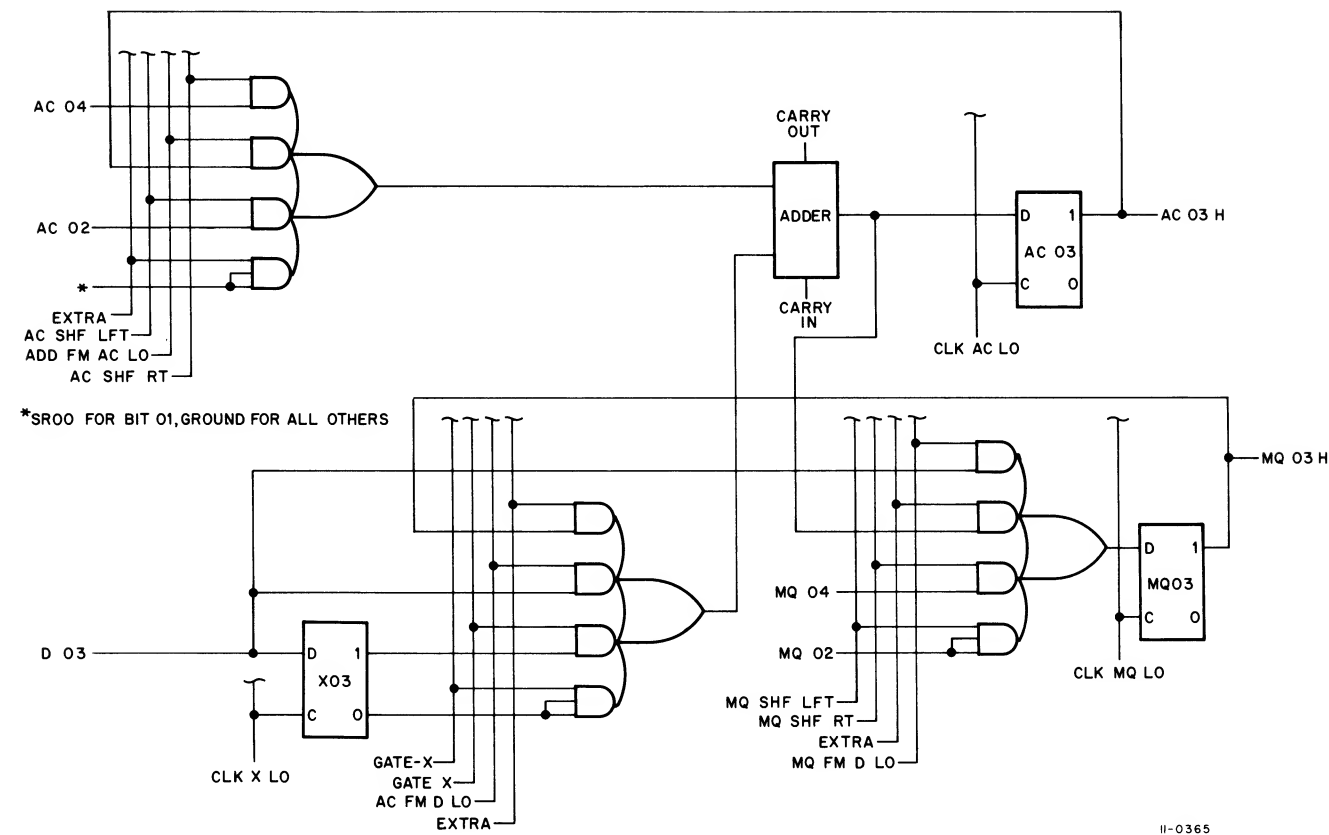 AC 04
AC 02
*
EXTRA
AC SHF LFT
ADD FM AC LO
AC SHF RT
*SR00 FOR BIT 01, GROUND FOR ALL OTHERS
CARRY
OUT
ADDER
CARRY
IN
D 1
AC 03
C 0
AC 03 H
CLK AC LO
D 03
D 1
X03
C 0
CLK X LO
GATE-X
GATE X
AC FM D LO
EXTRA
MQ 04
MQ 02
MQ SHF LFT
MQ SHF RT
EXTRA
MQ FM D LO
D 1
MQ03
C 0
MQ 03 H
CLK MQ LO
11-0365